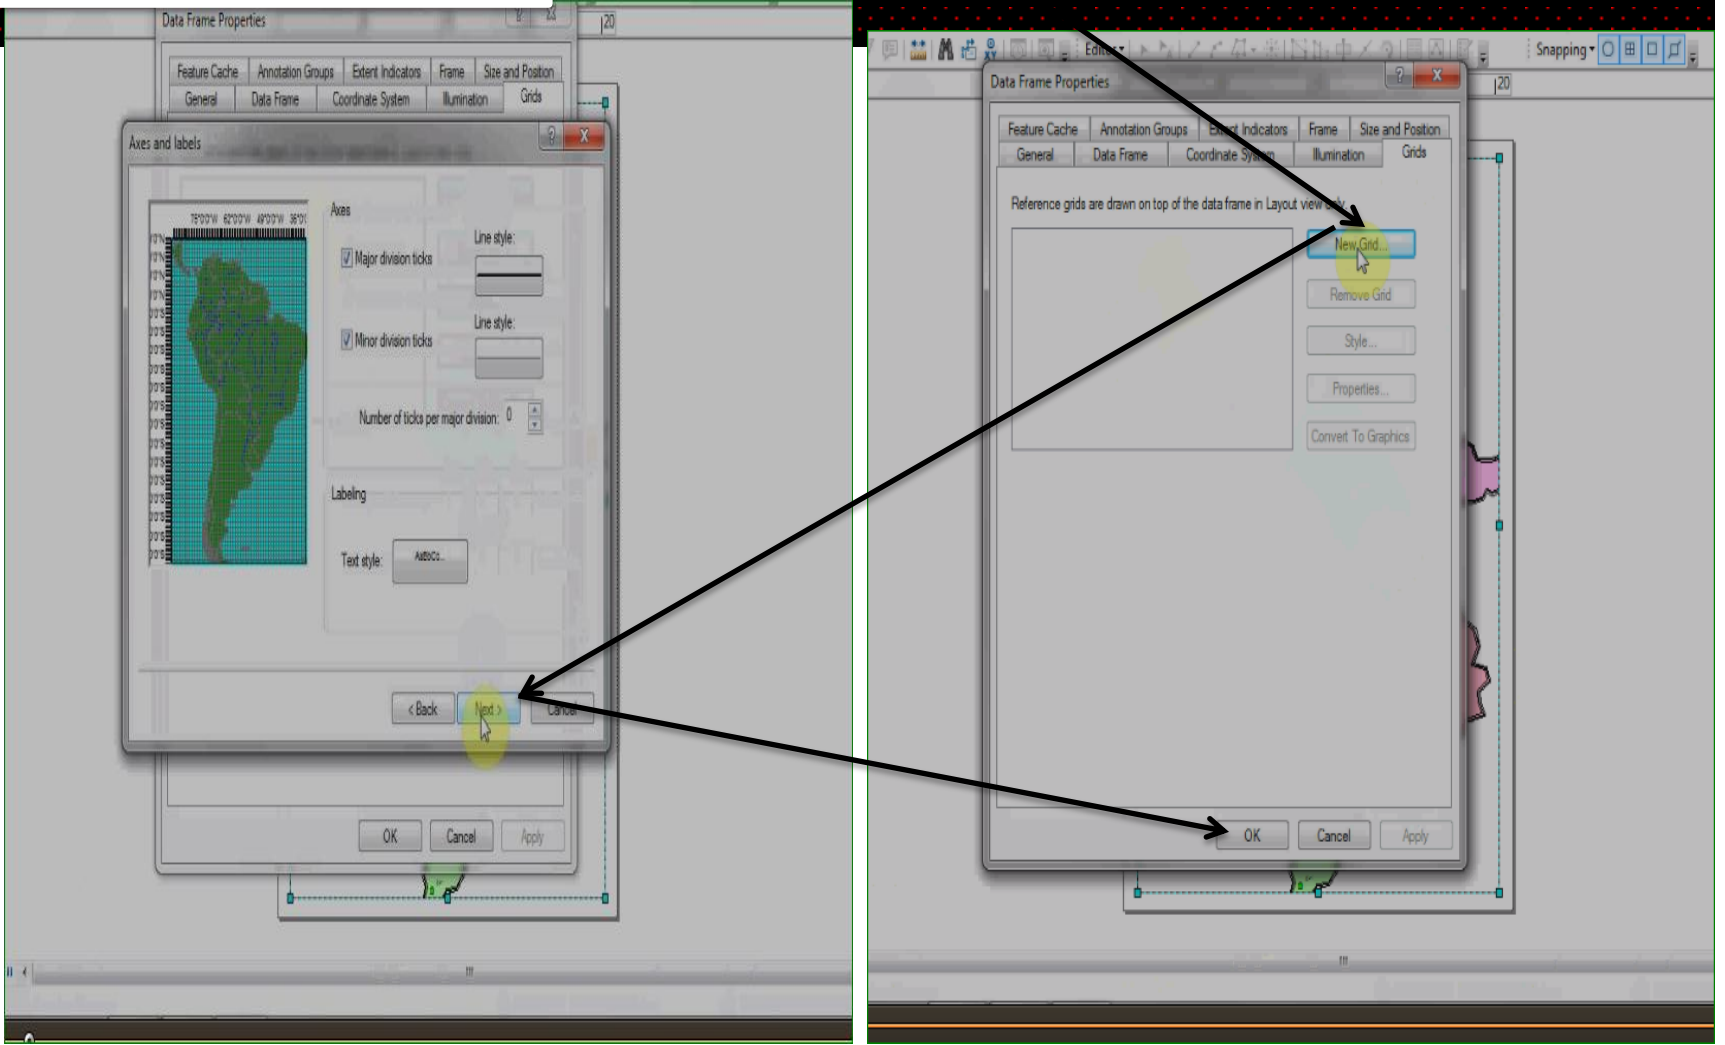 Data Frame Properties
20
Feature Cache Annotation Groups Extent Indicators Frame Size and Position
General Data Frame Coordinate System Illumination Grids
Axes and labels
Axes
Major division ticks
Line style:
Minor division ticks
Line style:
Number of ticks per major division: 0
Labeling
Text style: AaBbCc...
< Back Next > Cancel
OK Cancel Apply
Editor
Snapping
Data Frame Properties
20
Feature Cache Annotation Groups Extent Indicators Frame Size and Position
General Data Frame Coordinate System Illumination Grids
Reference grids are drawn on top of the data frame in Layout view only.
New Grid...
Remove Grid
Style...
Properties...
Convert To Graphics
OK Cancel Apply